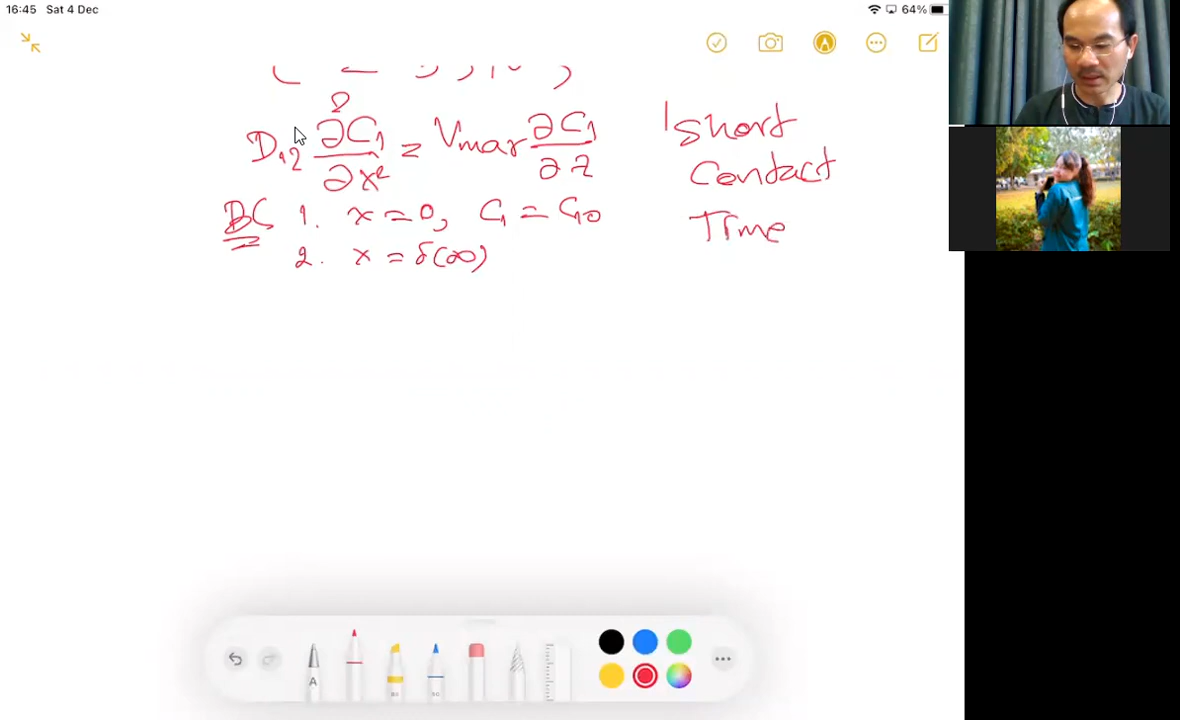 16:45 Sat 4 Dec 64%
D₁₂ ∂²C₁/∂x² = Vmax ∂C₁/∂z Short
Contact
BC 1. x = 0, C₁ = C₁₀ Time
2. x = δ(∞)
A